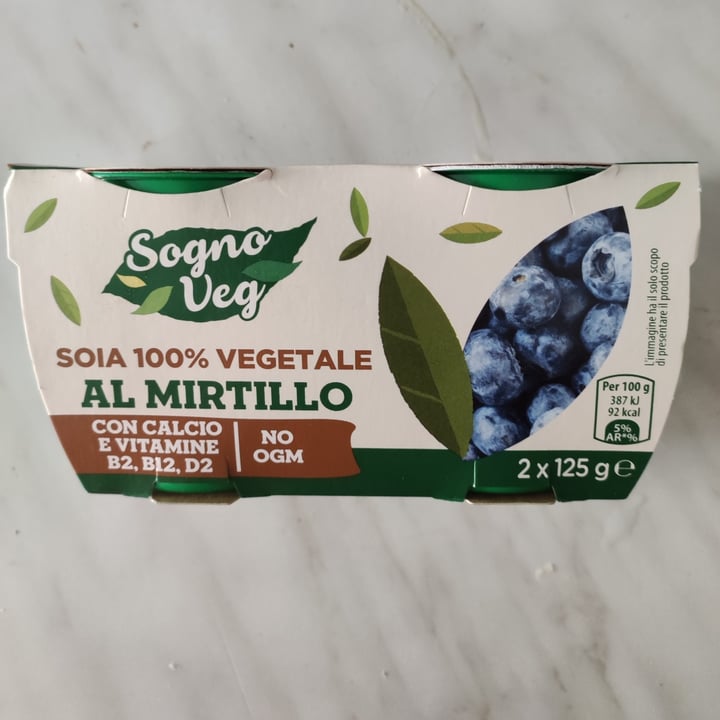 Sogno
Veg
SOIA 100% VEGETALE
AL MIRTILLO
CON CALCIO
E VITAMINE
B2, B12, D2
NO
OGM
L'immagine ha il solo scopo
di presentare il prodotto
Per 100 g
387 kJ
92 kcal
5%
AR*%
2 x 125 g ℮